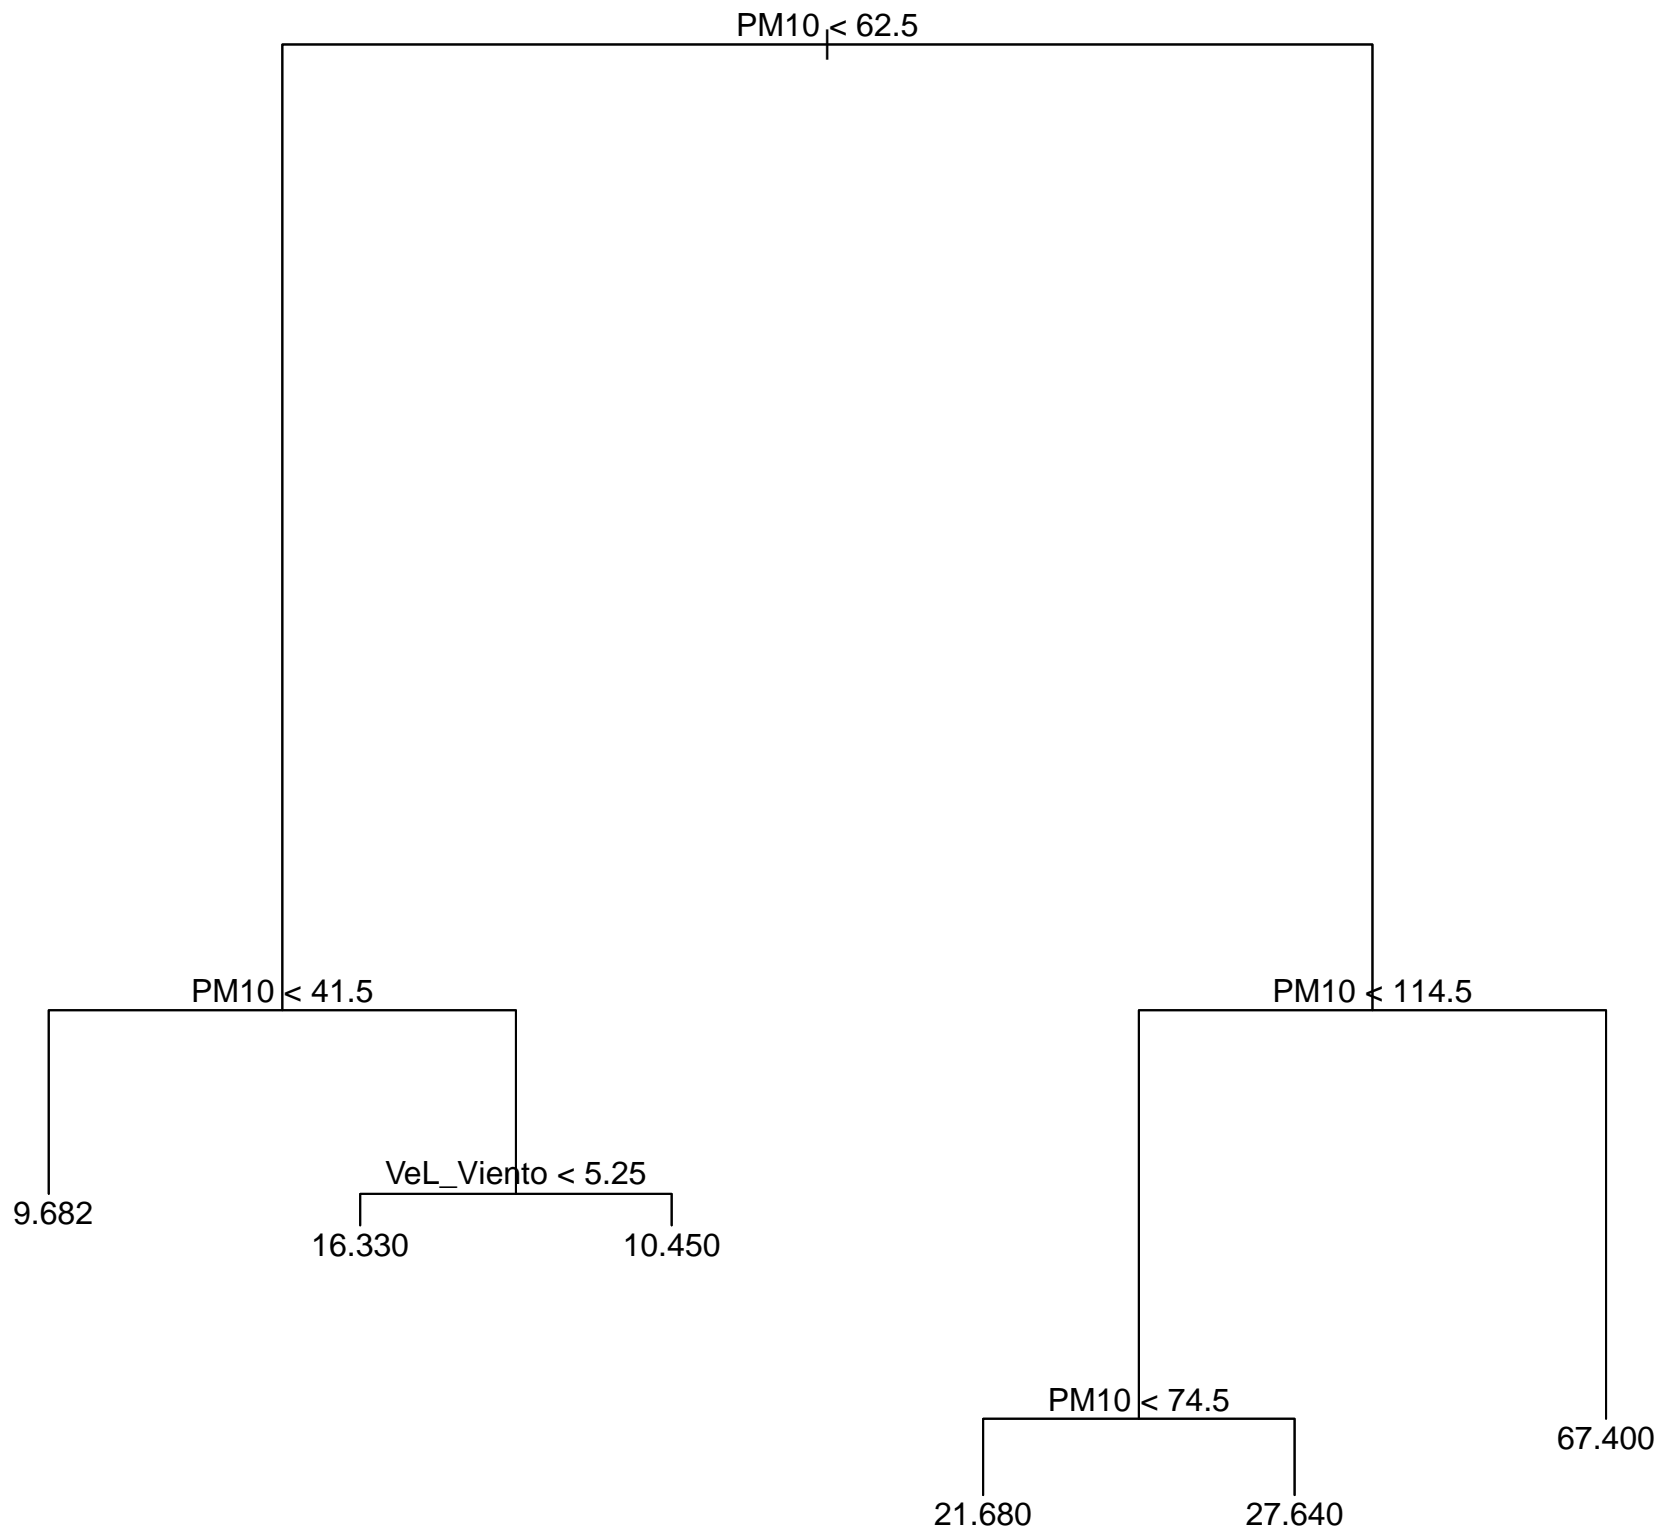 PM10 < 62.5
PM10 < 41.5
PM10 < 114.5
VeL_Viento < 5.25
9.682
16.330
10.450
PM10 < 74.5
67.400
21.680
27.640